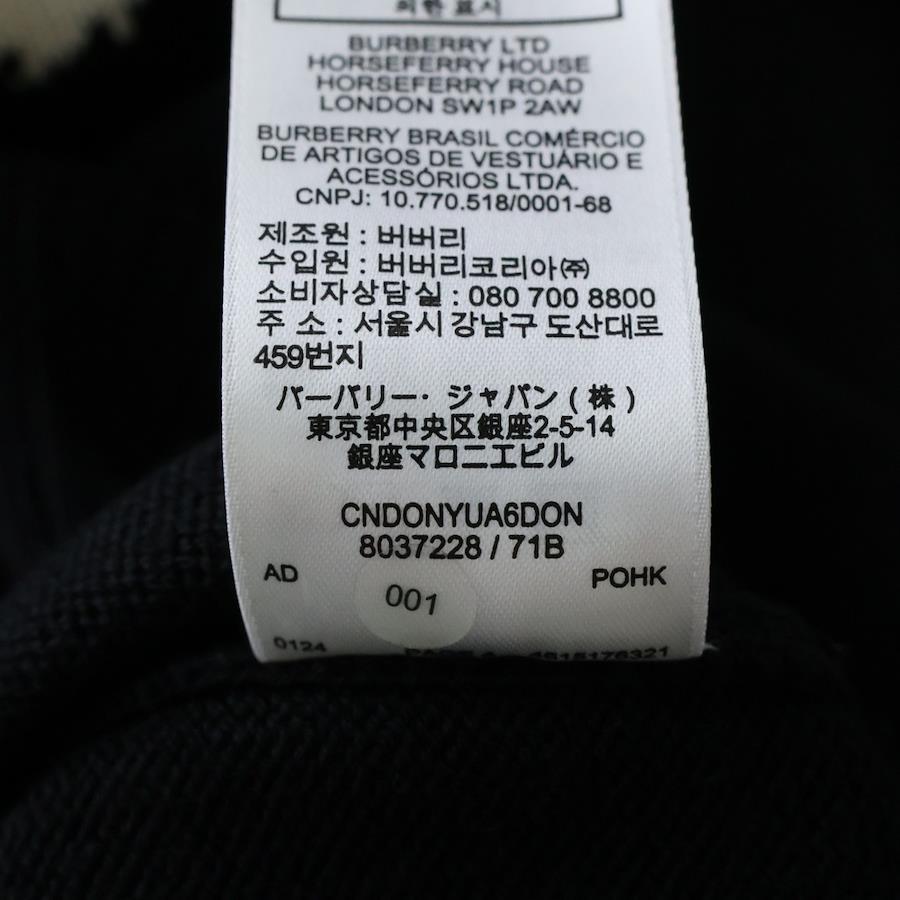 위한 표시
BURBERRY LTD
HORSEFERRY HOUSE
HORSEFERRY ROAD
LONDON SW1P 2AW
BURBERRY BRASIL COMÉRCIO
DE ARTIGOS DE VESTUÁRIO E
ACESSÓRIOS LTDA.
CNPJ: 10.770.518/0001-68
제조원 : 버버리
수입원 : 버버리코리아㈜
소비자상담실 : 080 700 8800
주 소 : 서울시 강남구 도산대로
459번지
バーバリー・ジャパン(株)
東京都中央区銀座2-5-14
銀座マロニエビル
CNDONYUA6DON
8037228 / 71B
AD POHK
001
0124